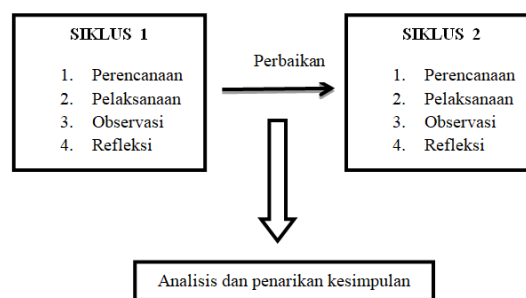 SIKLUS 1
1. Perencanaan
2. Pelaksanaan
3. Observasi
4. Refleksi
Perbaikan
SIKLUS 2
1. Perencanaan
2. Pelaksanaan
3. Observasi
4. Refleksi
Analisis dan penarikan kesimpulan